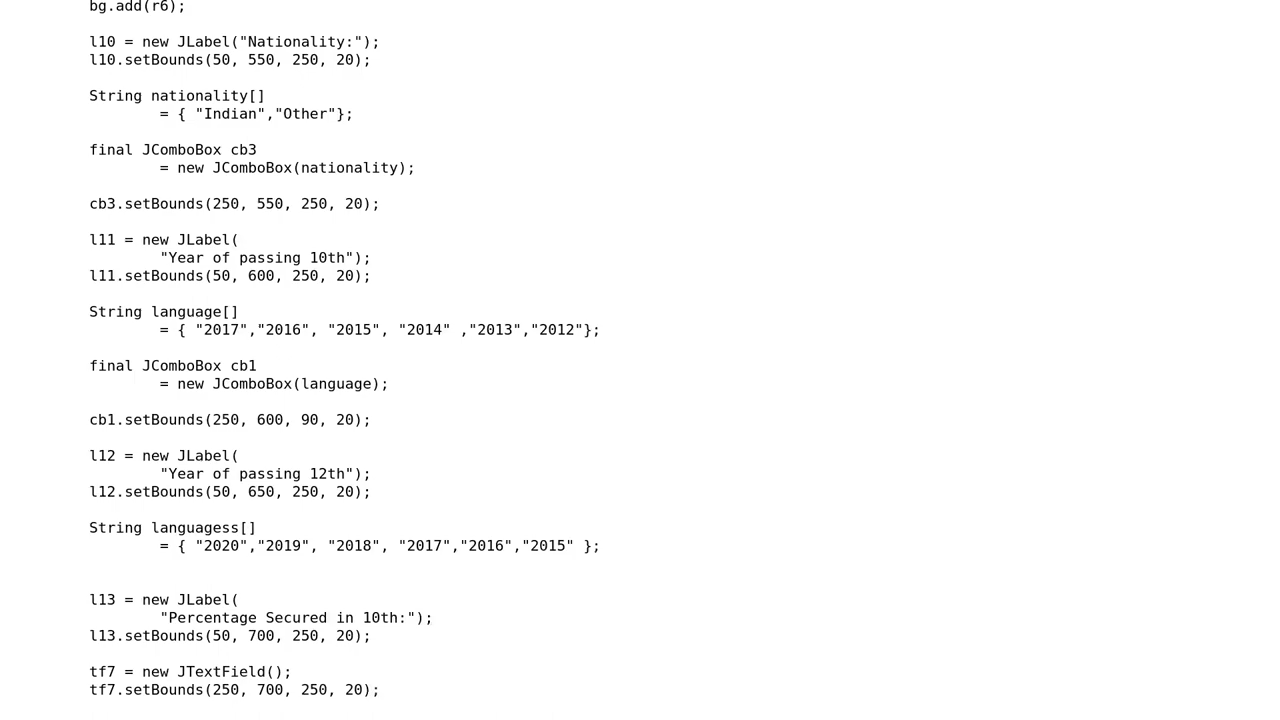 bg.add(r6);
l10 = new JLabel("Nationality:");
l10.setBounds(50, 550, 250, 20);
String nationality[]
= { "Indian","Other"};
final JComboBox cb3
= new JComboBox(nationality);
cb3.setBounds(250, 550, 250, 20);
l11 = new JLabel(
"Year of passing 10th");
l11.setBounds(50, 600, 250, 20);
String language[]
= { "2017","2016", "2015", "2014" ,"2013","2012"};
final JComboBox cb1
= new JComboBox(language);
cb1.setBounds(250, 600, 90, 20);
l12 = new JLabel(
"Year of passing 12th");
l12.setBounds(50, 650, 250, 20);
String languagess[]
= { "2020","2019", "2018", "2017","2016","2015" };
l13 = new JLabel(
"Percentage Secured in 10th:");
l13.setBounds(50, 700, 250, 20);
tf7 = new JTextField();
tf7.setBounds(250, 700, 250, 20);